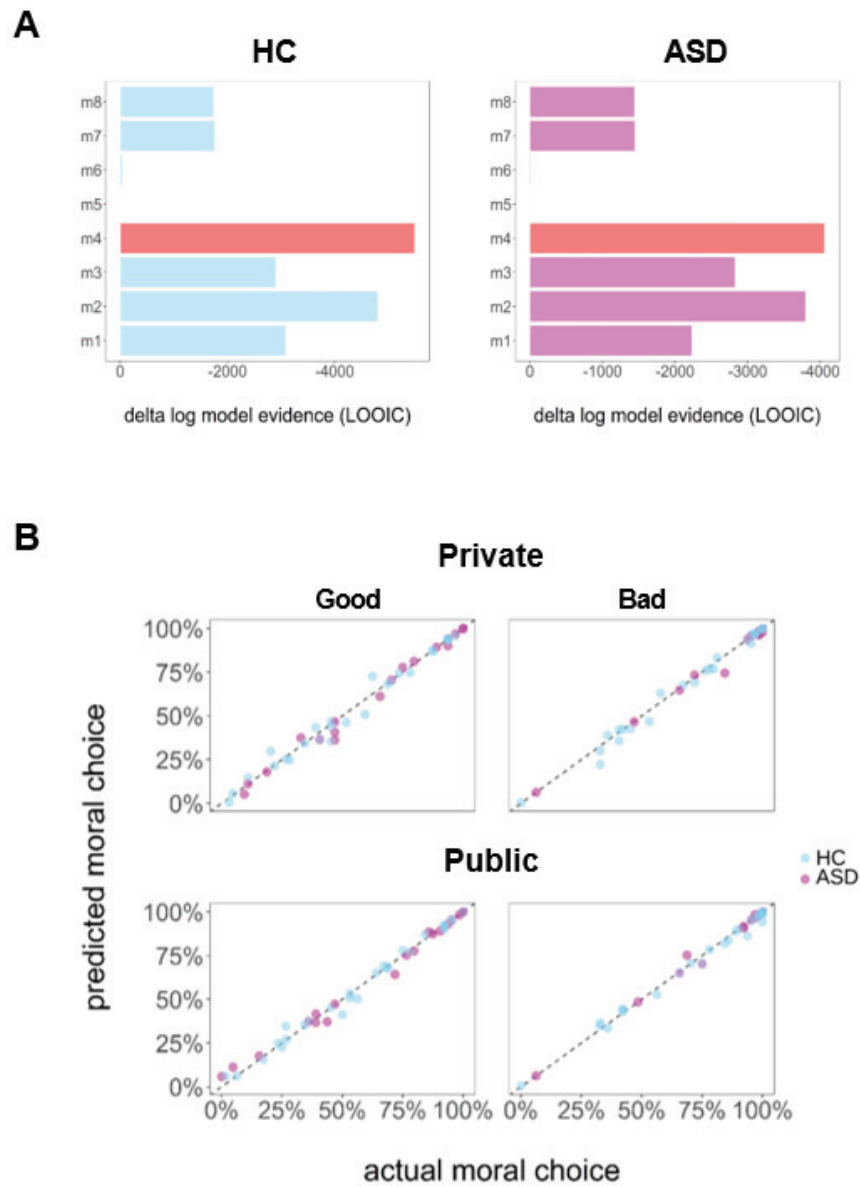 A
HC
ASD
m8
m7
m6
m5
m4
m3
m2
m1
0
-2000
-4000
delta log model evidence (LOOIC)
m8
m7
m6
m5
m4
m3
m2
m1
0
-1000
-2000
-3000
-4000
delta log model evidence (LOOIC)
B
Private
Good
Bad
100%
75%
50%
25%
0%
Public
HC
ASD
100%
75%
50%
25%
0%
0%
25%
50%
75%
100%
0%
25%
50%
75%
100%
predicted moral choice
actual moral choice